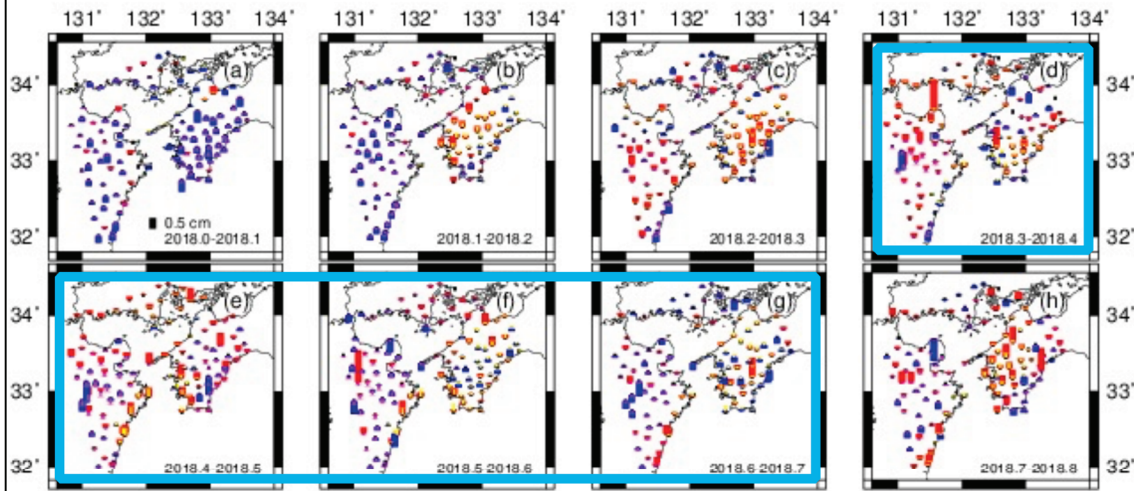 131˚ 132˚ 133˚ 134˚ 131˚ 132˚ 133˚ 134˚ 131˚ 132˚ 133˚ 134˚ 131˚ 132˚ 133˚ 134˚
(a) (b) (c) (d)
34˚ 34˚
33˚ 33˚
0.5 cm
32˚ 2018.0-2018.1 2018.1-2018.2 2018.2-2018.3 2018.3-2018.4 32˚
(e) (f) (g) (h)
34˚ 34˚
33˚ 33˚
32˚ 2018.4-2018.5 2018.5-2018.6 2018.6-2018.7 2018.7-2018.8 32˚